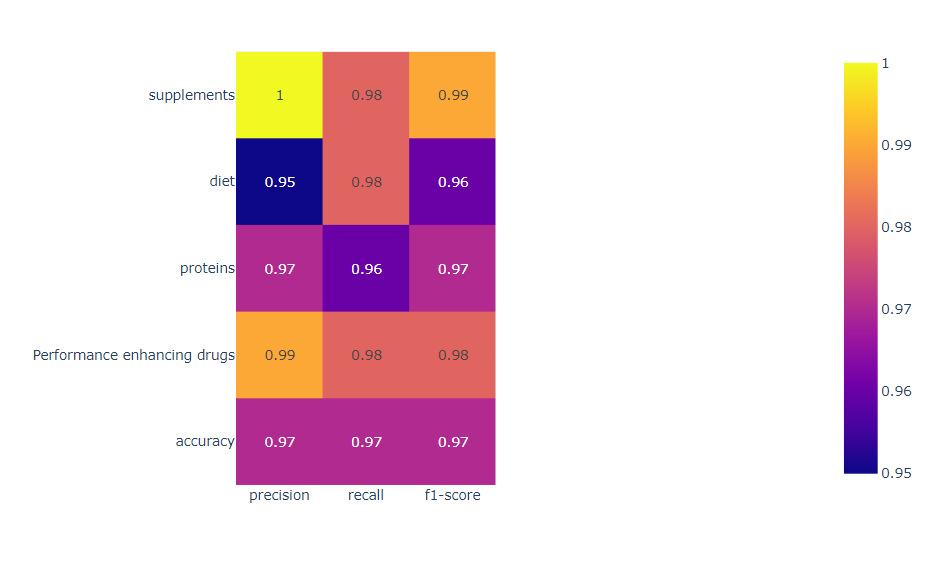 supplements 1 0.98 0.99
diet 0.95 0.98 0.96
proteins 0.97 0.96 0.97
Performance enhancing drugs 0.99 0.98 0.98
accuracy 0.97 0.97 0.97
precision recall f1-score
1
0.99
0.98
0.97
0.96
0.95